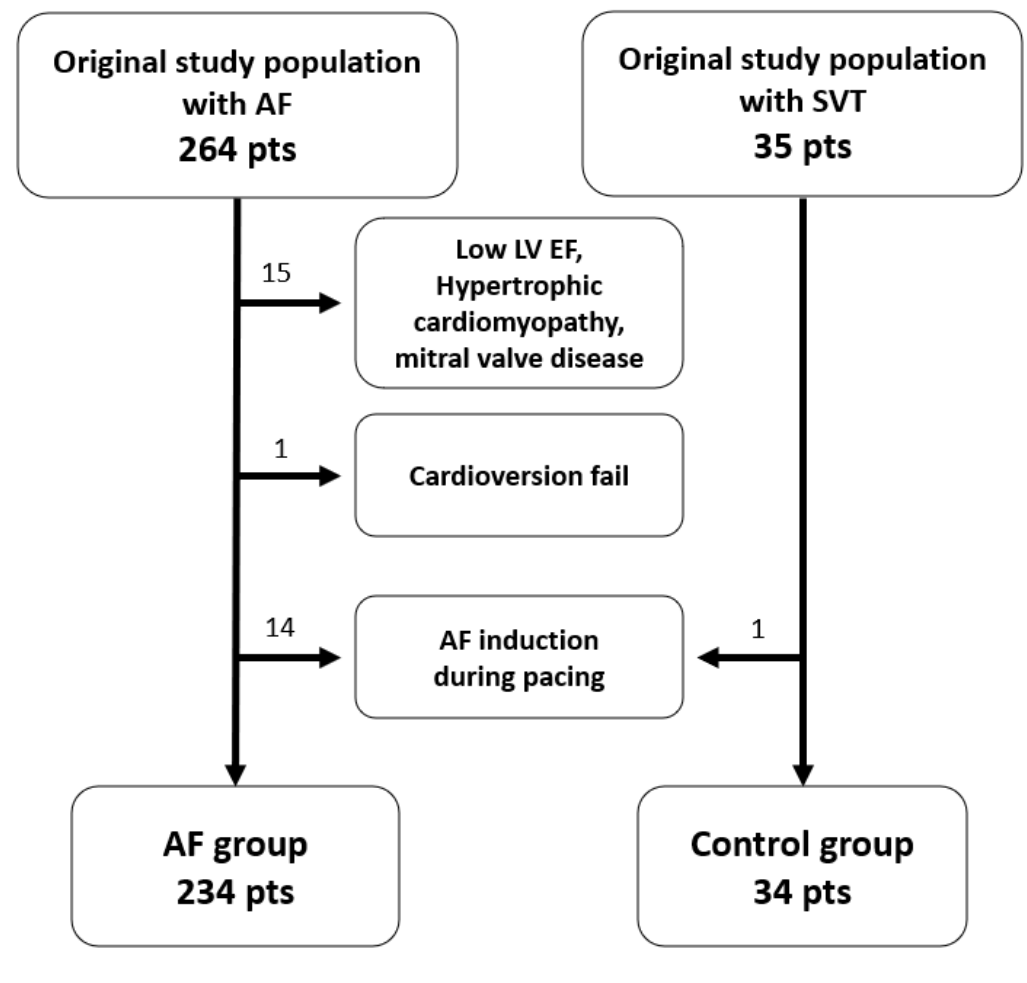 Original study population
with AF
264 pts
Original study population
with SVT
35 pts
15
Low LV EF,
Hypertrophic
cardiomyopathy,
mitral valve disease
1
Cardioversion fail
14
AF induction
during pacing
1
AF group
234 pts
Control group
34 pts